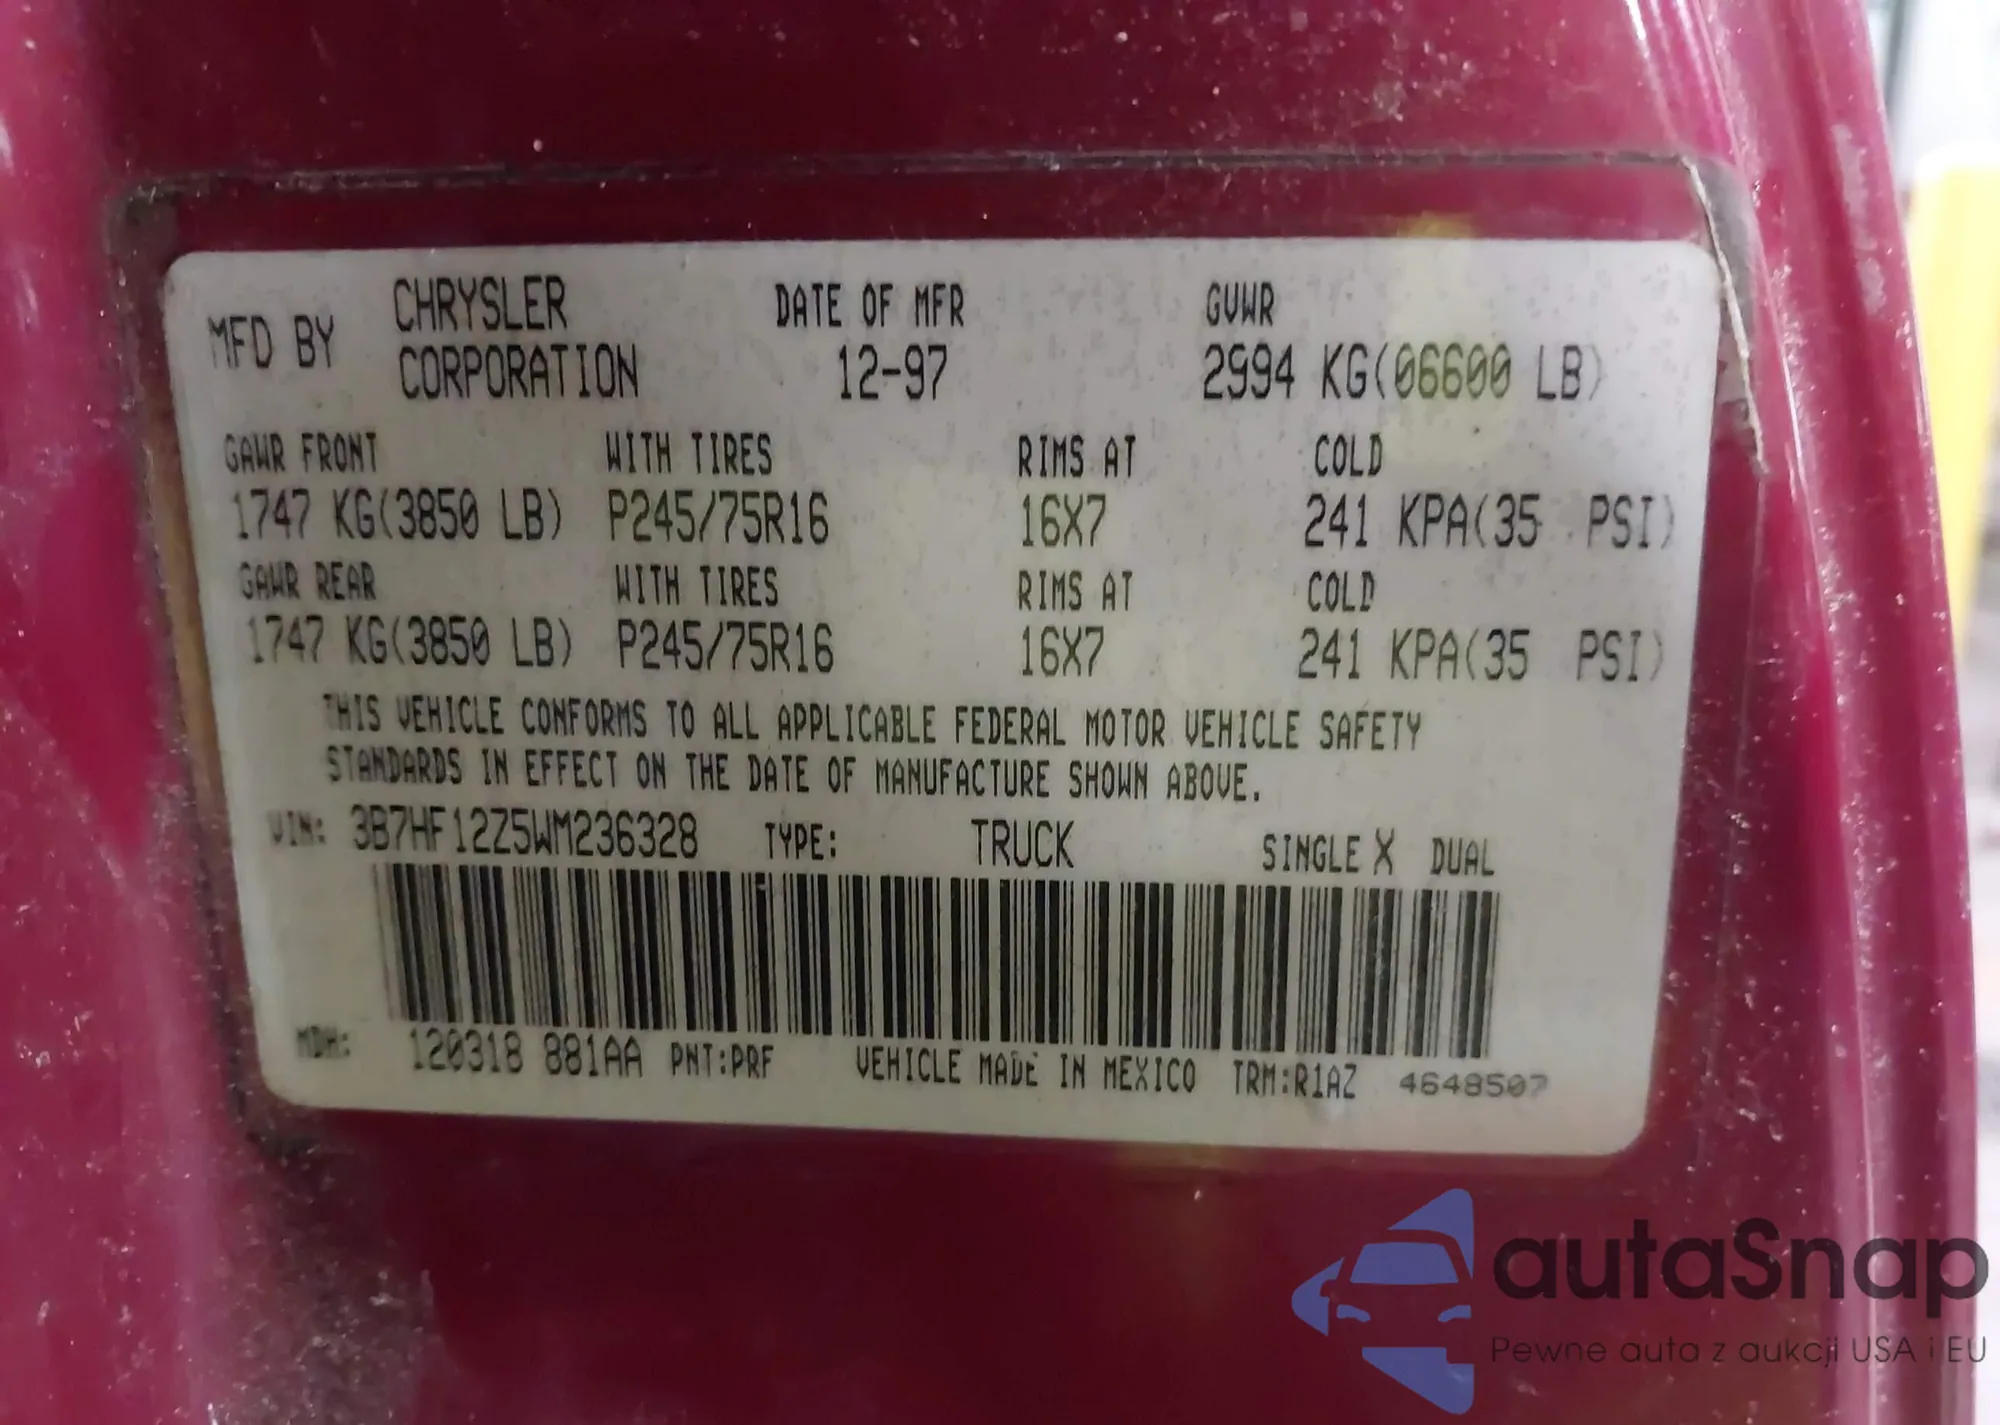 MFD BY CHRYSLER CORPORATION DATE OF MFR 12-97 GVWR 2994 KG(06600 LB)
GAWR FRONT WITH TIRES RIMS AT COLD
1747 KG(3850 LB) P245/75R16 16X7 241 KPA(35 PSI)
GAWR REAR WITH TIRES RIMS AT COLD
1747 KG(3850 LB) P245/75R16 16X7 241 KPA(35 PSI)
THIS VEHICLE CONFORMS TO ALL APPLICABLE FEDERAL MOTOR VEHICLE SAFETY
STANDARDS IN EFFECT ON THE DATE OF MANUFACTURE SHOWN ABOVE.
VIN: 3B7HF12Z5WM236328 TYPE: TRUCK SINGLE X DUAL
MDH: 120318 881AA PNT:PRF VEHICLE MADE IN MEXICO TRM:R1AZ 4648507
autaSnap
Pewne auta z aukcji USA i EU